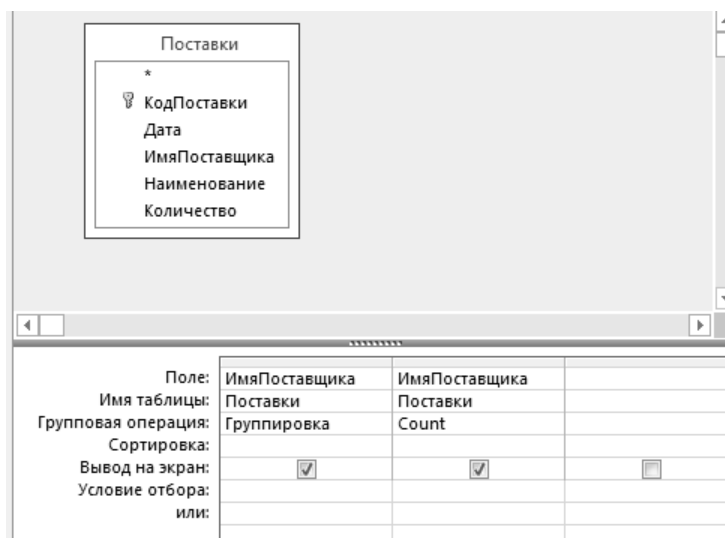 Поставки
*
КодПоставки
Дата
ИмяПоставщика
Наименование
Количество
Поле: ИмяПоставщика ИмяПоставщика
Имя таблицы: Поставки Поставки
Групповая операция: Группировка Count
Сортировка:
Вывод на экран:
Условие отбора:
или: